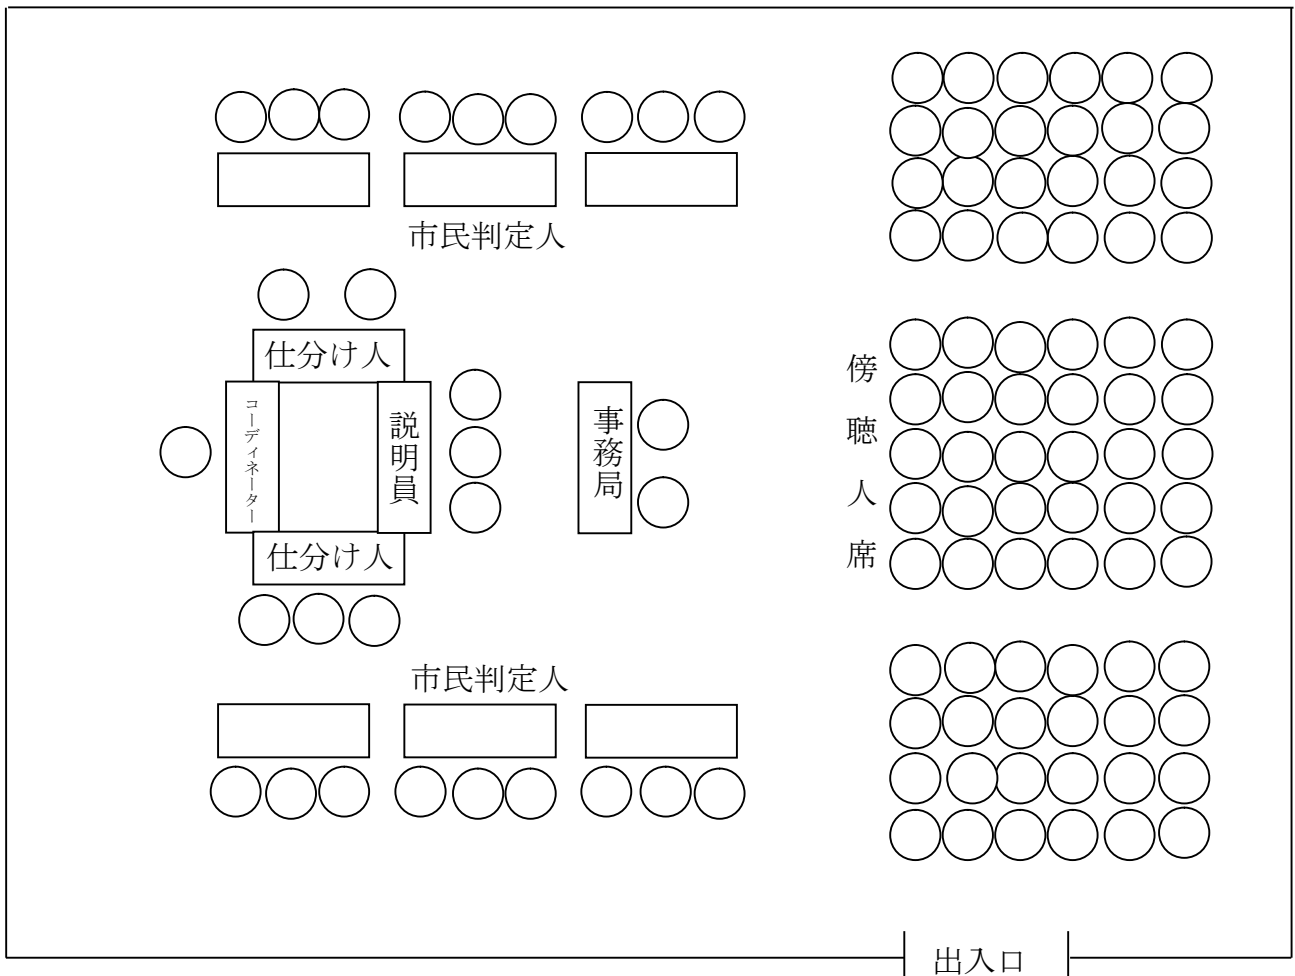 市民判定人
仕分け人
コーディネーター
説明員
事務局
傍聴人席
仕分け人
市民判定人
出入口